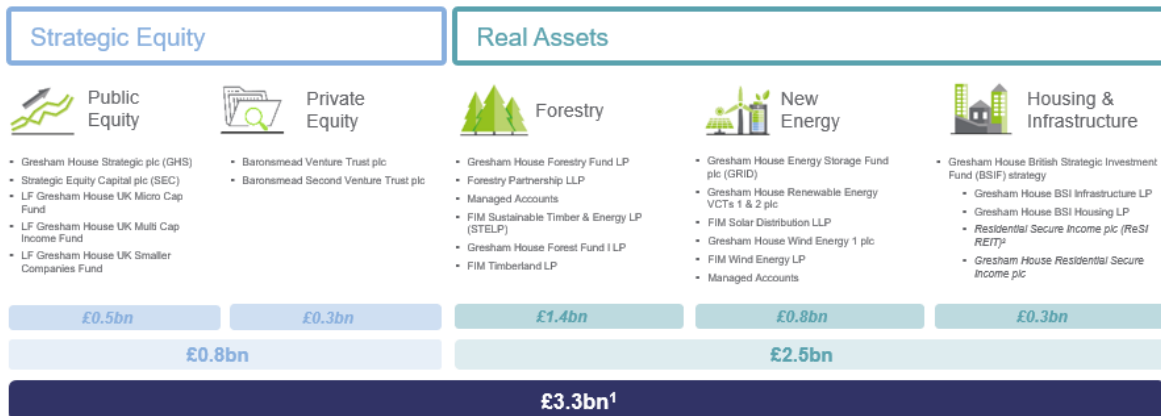 Strategic Equity
Real Assets
Public
Equity
Private
Equity
Forestry
New
Energy
Housing &
Infrastructure
▪ Gresham House Strategic plc (GHS)
▪ Strategic Equity Capital plc (SEC)
▪ LF Gresham House UK Micro Cap
Fund
▪ LF Gresham House UK Multi Cap
Income Fund
▪ LF Gresham House UK Smaller
Companies Fund
▪ Baronsmead Venture Trust plc
▪ Baronsmead Second Venture Trust plc
▪ Gresham House Forestry Fund LP
▪ Forestry Partnership LLP
▪ Managed Accounts
▪ FIM Sustainable Timber & Energy LP
(STELP)
▪ Gresham House Forest Fund I LP
▪ FIM Timberland LP
▪ Gresham House Energy Storage Fund
plc (GRID)
▪ Gresham House Renewable Energy
VCTs 1 & 2 plc
▪ FIM Solar Distribution LLP
▪ Gresham House Wind Energy 1 plc
▪ FIM Wind Energy LP
▪ Managed Accounts
▪ Gresham House British Strategic Investment
Fund (BSIF) strategy
▪ Gresham House BSI Infrastructure LP
▪ Gresham House BSI Housing LP
▪ Residential Secure Income plc (ReSI
REIT)²
▪ Gresham House Residential Secure
Income plc
£0.5bn
£0.3bn
£1.4bn
£0.8bn
£0.3bn
£0.8bn
£2.5bn
£3.3bn¹